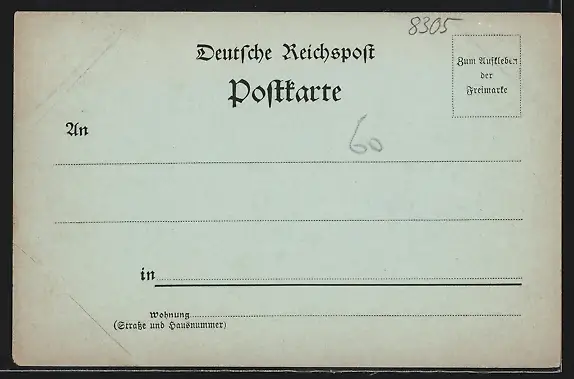 8305
Deutsche Reichspost
Postkarte
Zum Aufkleben
der
Freimarke
An
60
in
Wohnung
(Straße und Hausnummer)